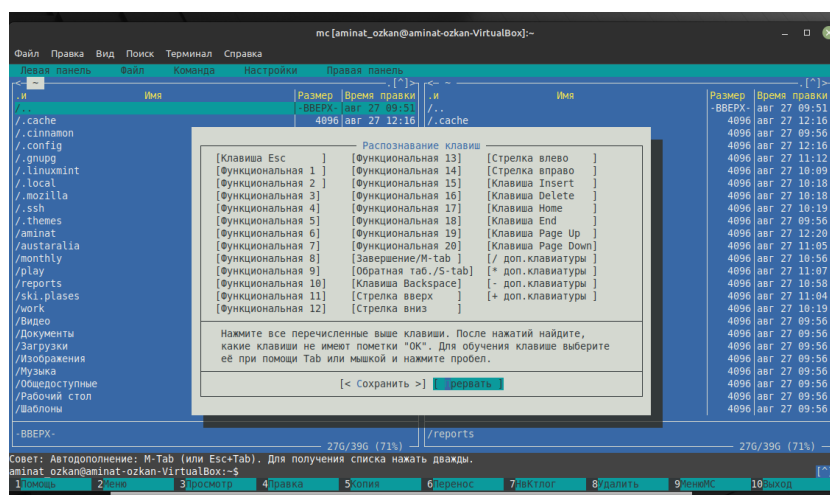 mc [aminat_ozkan@aminat-ozkan-VirtualBox]:~
Файл Правка Вид Поиск Терминал Справка
Левая панель Файл Команда Настройки Правая панель
<- ~ .[^]> <- ~ .[^]>
.и Имя Размер Время правки .и Имя Размер Время правки
/.. -ВВЕРХ- авг 27 09:51 /.. -ВВЕРХ- авг 27 09:51
/.cache 4096 авг 27 12:16 /.cache 4096 авг 27 12:16
/.cinnamon 4096 авг 27 09:56
/.config 4096 авг 27 12:16
/.gnupg 4096 авг 27 11:12
/.linuxmint 4096 авг 27 10:09
/.local 4096 авг 27 10:18
/.mozilla 4096 авг 27 10:18
/.ssh 4096 авг 27 10:19
/.themes 4096 авг 27 09:56
/aminat 4096 авг 27 12:20
/austaralia 4096 авг 27 11:05
/monthly 4096 авг 27 10:56
/play 4096 авг 27 11:07
/reports 4096 авг 27 10:58
/ski.plases 4096 авг 27 11:04
/work 4096 авг 27 10:19
/Видео 4096 авг 27 09:56
/Документы 4096 авг 27 09:56
/Загрузки 4096 авг 27 09:56
/Изображения 4096 авг 27 09:56
/Музыка 4096 авг 27 09:56
/Общедоступные 4096 авг 27 09:56
/Рабочий стол 4096 авг 27 09:56
/Шаблоны 4096 авг 27 09:56
Распознавание клавиш
[Клавиша Esc ] [Функциональная 13] [Стрелка влево ]
[Функциональная 1 ] [Функциональная 14] [Стрелка вправо ]
[Функциональная 2 ] [Функциональная 15] [Клавиша Insert ]
[Функциональная 3] [Функциональная 16] [Клавиша Delete ]
[Функциональная 4] [Функциональная 17] [Клавиша Home ]
[Функциональная 5] [Функциональная 18] [Клавиша End ]
[Функциональная 6] [Функциональная 19] [Клавиша Page Up ]
[Функциональная 7] [Функциональная 20] [Клавиша Page Down]
[Функциональная 8] [Завершение/M-tab ] [/ доп.клавиатуры ]
[Функциональная 9] [Обратная таб./S-tab] [* доп.клавиатуры ]
[Функциональная 10] [Клавиша Backspace] [- доп.клавиатуры ]
[Функциональная 11] [Стрелка вверх ] [+ доп.клавиатуры ]
[Функциональная 12] [Стрелка вниз ]
Нажмите все перечисленные выше клавиши. После нажатий найдите,
какие клавиши не имеют пометки "OK". Для обучения клавише выберите
её при помощи Tab или мышкой и нажмите пробел.
[< Сохранить >] [ Прервать ]
-ВВЕРХ- /reports
27G/39G (71%) 27G/39G (71%)
Совет: Автодополнение: M-Tab (или Esc+Tab). Для получения списка нажать дважды.
aminat_ozkan@aminat-ozkan-VirtualBox:~$ [^]
1Помощь 2Меню 3Просмотр 4Правка 5Копия 6Перенос 7НвКтлог 8Удалить 9МенюМС 10Выход